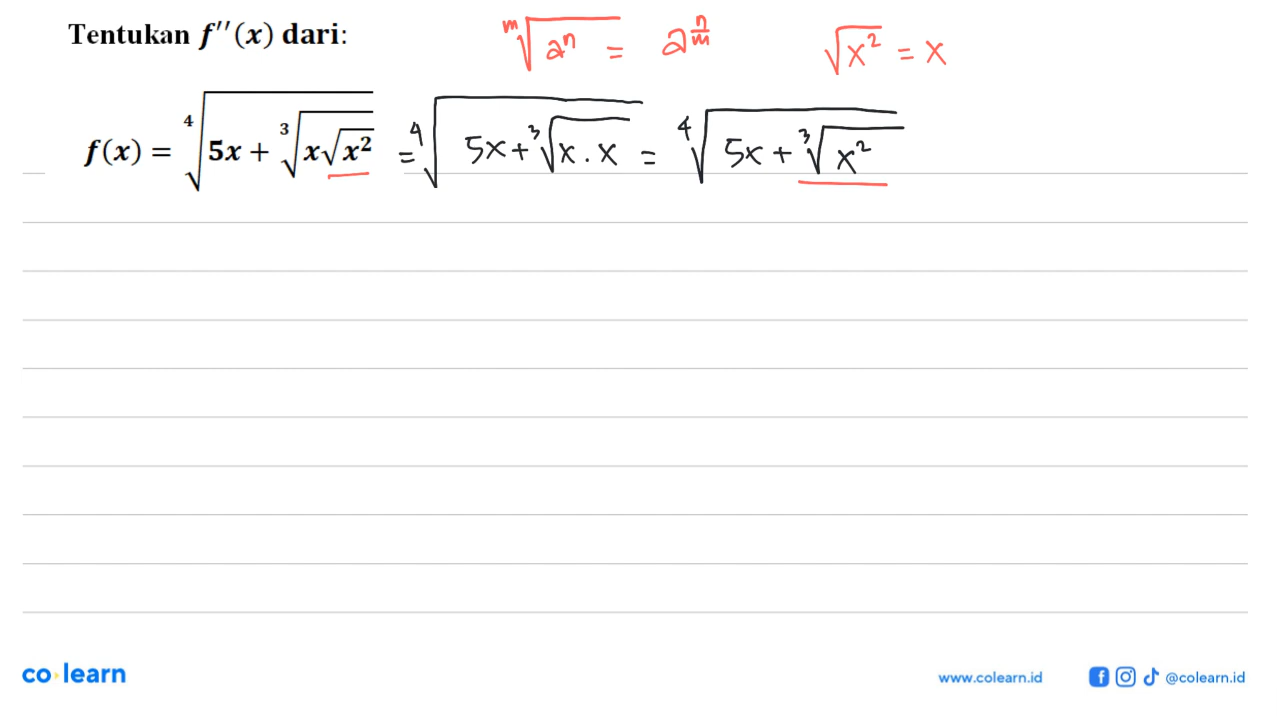 Tentukan f''(x) dari:
ᵐ√(aⁿ) = a^(n/m)
√(x²) = x
f(x) = ⁴√(5x + ³√(x√(x²))) = ⁴√(5x + ³√(x . x)) = ⁴√(5x + ³√(x²))
co learn
www.colearn.id
@colearn.id